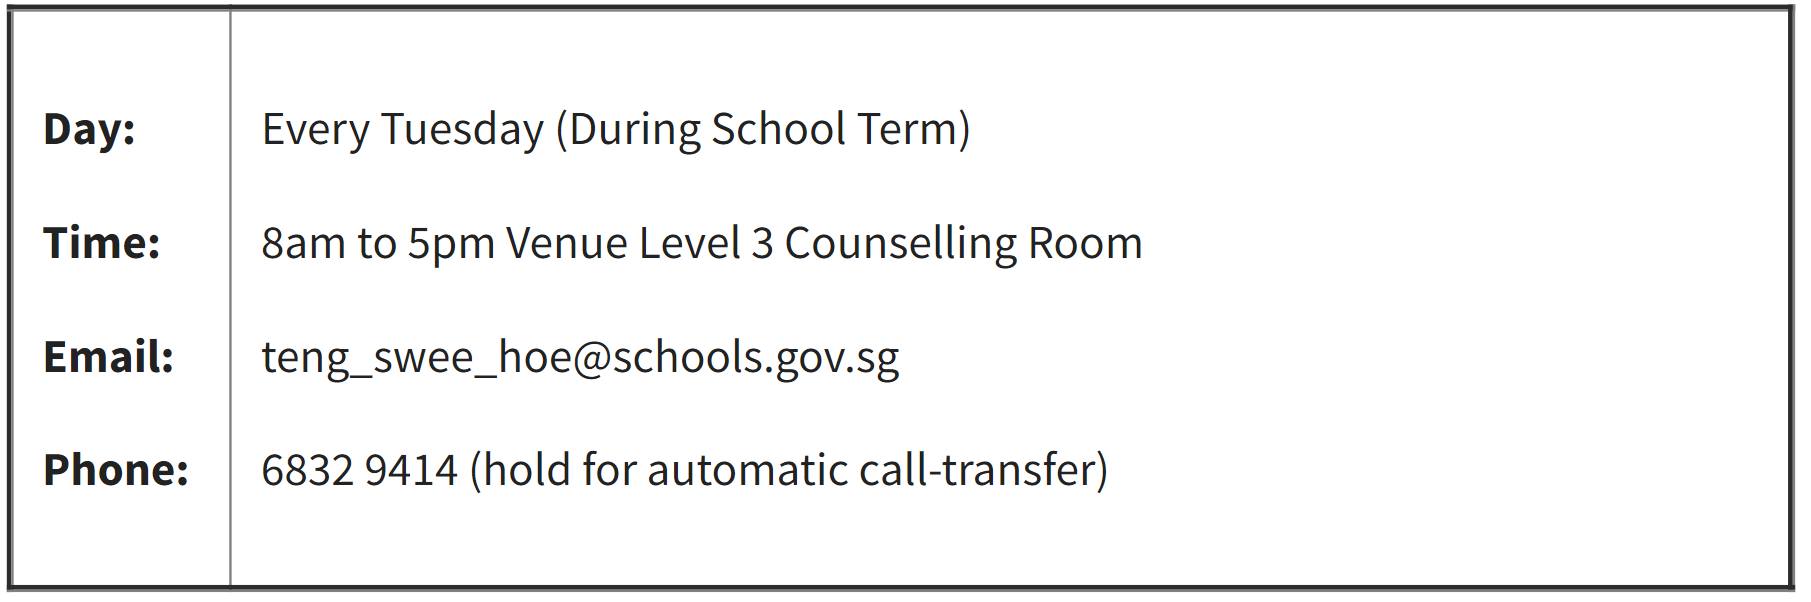 Day: Every Tuesday (During School Term)
Time: 8am to 5pm Venue Level 3 Counselling Room
Email: teng_swee_hoe@schools.gov.sg
Phone: 6832 9414 (hold for automatic call-transfer)